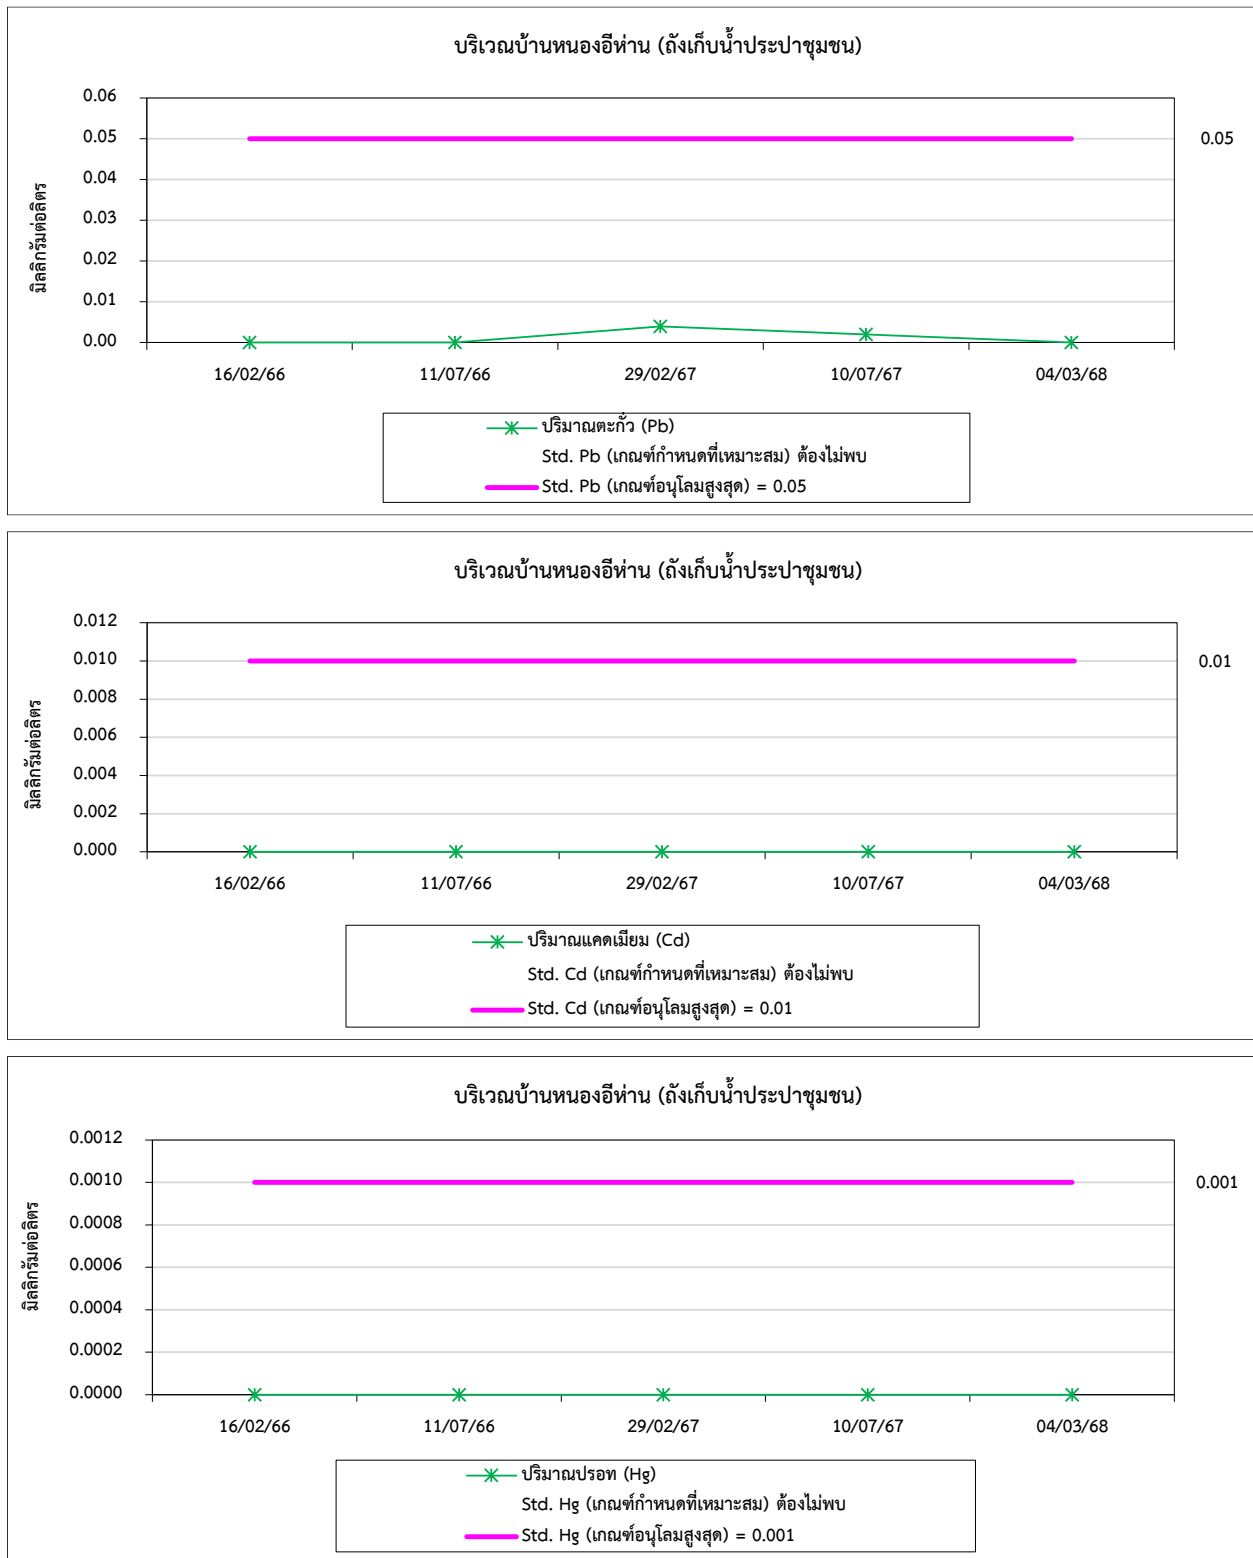 บริเวณบ้านหนองอีห่าน (ถังเก็บน้ำประปาชุมชน)
0.06
0.05
0.05
0.04
0.03
0.02
0.01
0.00
มิลลิกรัมต่อลิตร
16/02/66 11/07/66 29/02/67 10/07/67 04/03/68
ปริมาณตะกั่ว (Pb)
Std. Pb (เกณฑ์กำหนดที่เหมาะสม) ต้องไม่พบ
Std. Pb (เกณฑ์อนุโลมสูงสุด) = 0.05
บริเวณบ้านหนองอีห่าน (ถังเก็บน้ำประปาชุมชน)
0.012
0.010
0.01
0.008
0.006
0.004
0.002
0.000
มิลลิกรัมต่อลิตร
16/02/66 11/07/66 29/02/67 10/07/67 04/03/68
ปริมาณแคดเมียม (Cd)
Std. Cd (เกณฑ์กำหนดที่เหมาะสม) ต้องไม่พบ
Std. Cd (เกณฑ์อนุโลมสูงสุด) = 0.01
บริเวณบ้านหนองอีห่าน (ถังเก็บน้ำประปาชุมชน)
0.0012
0.0010
0.001
0.0008
0.0006
0.0004
0.0002
0.0000
มิลลิกรัมต่อลิตร
16/02/66 11/07/66 29/02/67 10/07/67 04/03/68
ปริมาณปรอท (Hg)
Std. Hg (เกณฑ์กำหนดที่เหมาะสม) ต้องไม่พบ
Std. Hg (เกณฑ์อนุโลมสูงสุด) = 0.001